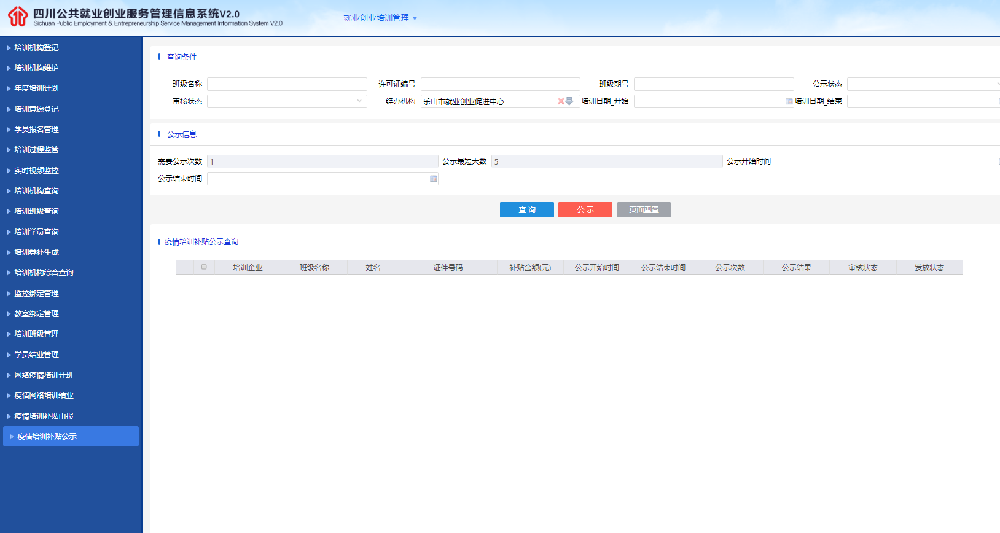 四川公共就业创业服务管理信息系统V2.0
Sichuan Public Employment & Entrepreneurship Service Management Information System V2.0
就业创业培训管理
培训机构登记
培训机构维护
年度培训计划
培训意愿登记
学员报名管理
培训过程监管
实时视频监控
培训机构查询
培训班级查询
培训学员查询
培训券补生成
培训机构综合查询
监控绑定管理
教室绑定管理
培训班级管理
学员结业管理
网络疫情培训开班
疫情网络培训结业
疫情培训补贴申报
疫情培训补贴公示
查询条件
班级名称 许可证编号 班级期号 公示状态
审核状态 经办机构 乐山市就业创业促进中心 培训日期_开始 培训日期_结束
公示信息
需要公示次数 1 公示最短天数 5 公示开始时间
公示结束时间
查 询 公 示 页面重置
疫情培训补贴公示查询
培训企业 班级名称 姓名 证件号码 补贴金额(元) 公示开始时间 公示结束时间 公示次数 公示结果 审核状态 发放状态